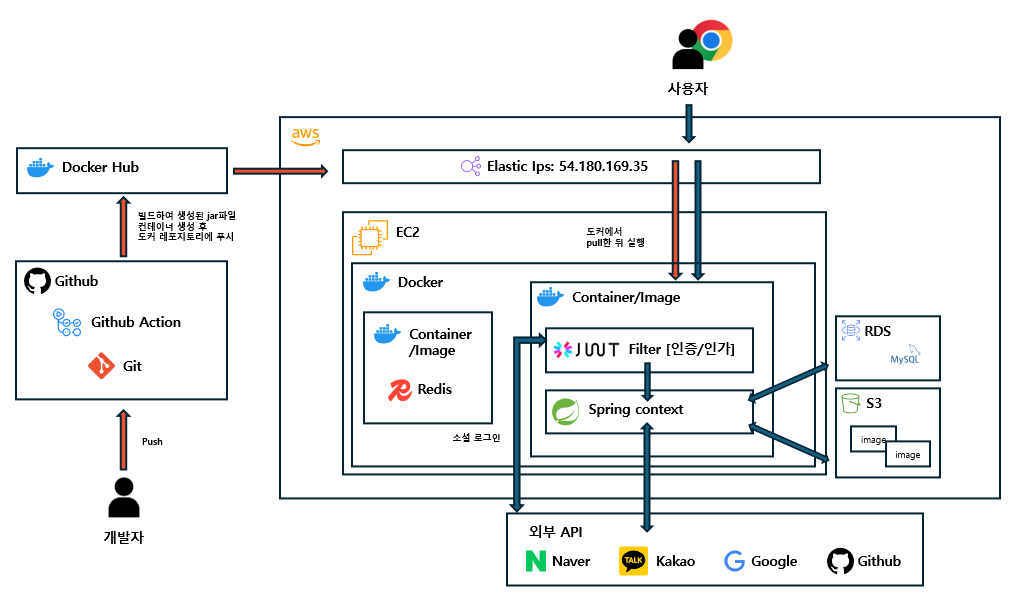 사용자
aws
Elastic Ips: 54.180.169.35
Docker Hub
빌드하여 생성된 jar파일
컨테이너 생성 후
도커 레포지토리에 푸시
Github
Github Action
Git
Push
개발자
EC2
도커에서
pull한 뒤 실행
Docker
Container/Image
Container
/Image
Redis
JWT Filter [인증/인가]
Spring context
소셜 로그인
RDS
MySQL
S3
image
image
외부 API
Naver
TALK
Kakao
Google
Github